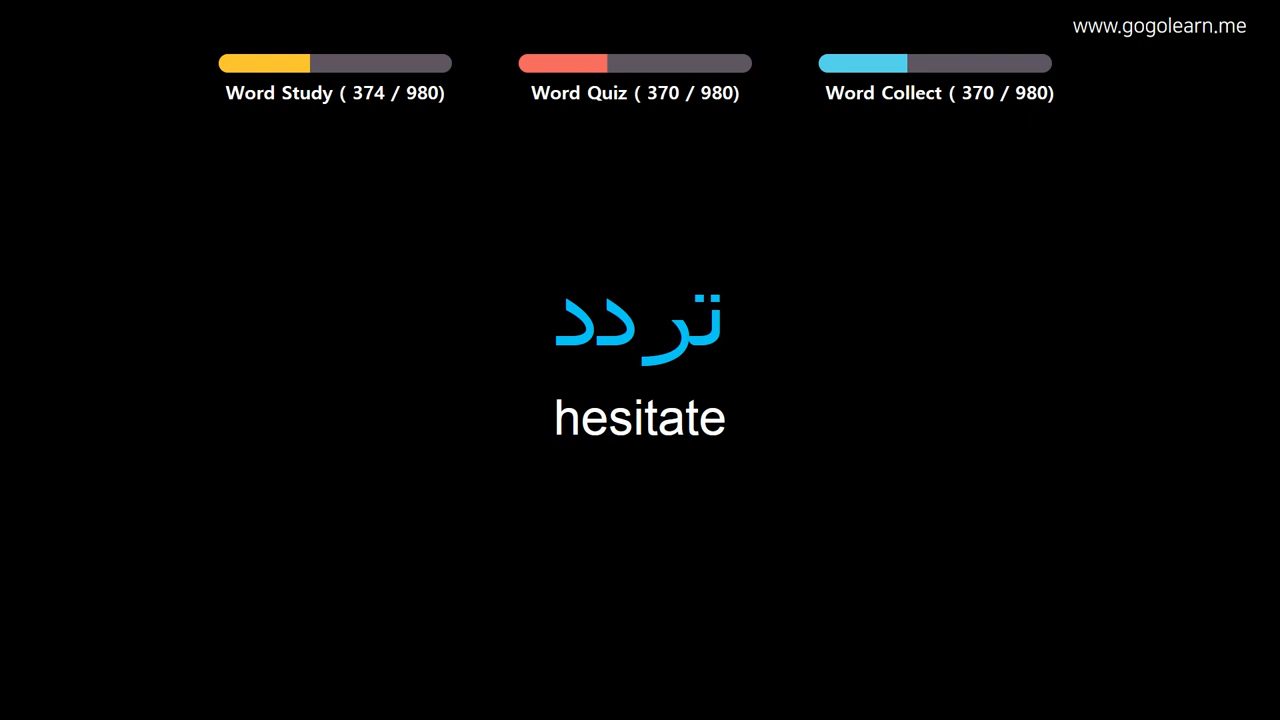 www.gogolearn.me
Word Study ( 374 / 980)
Word Quiz ( 370 / 980)
Word Collect ( 370 / 980)
تردد
hesitate